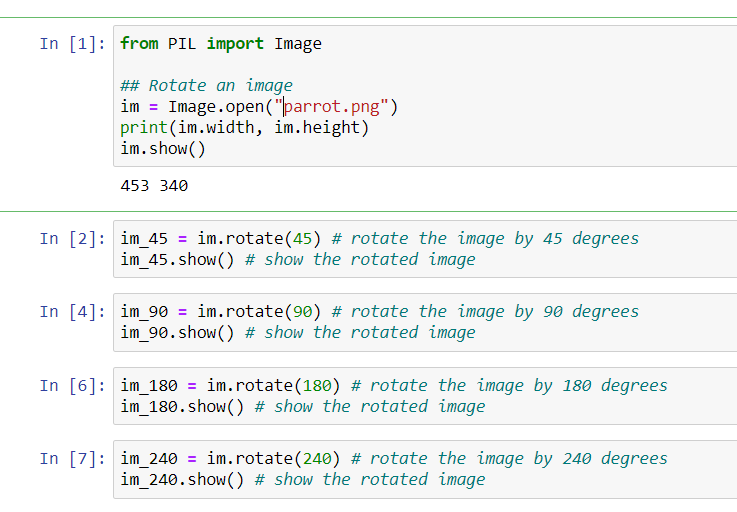 In [1]: from PIL import Image
## Rotate an image
im = Image.open("parrot.png")
print(im.width, im.height)
im.show()
453 340
In [2]: im_45 = im.rotate(45) # rotate the image by 45 degrees
im_45.show() # show the rotated image
In [4]: im_90 = im.rotate(90) # rotate the image by 90 degrees
im_90.show() # show the rotated image
In [6]: im_180 = im.rotate(180) # rotate the image by 180 degrees
im_180.show() # show the rotated image
In [7]: im_240 = im.rotate(240) # rotate the image by 240 degrees
im_240.show() # show the rotated image